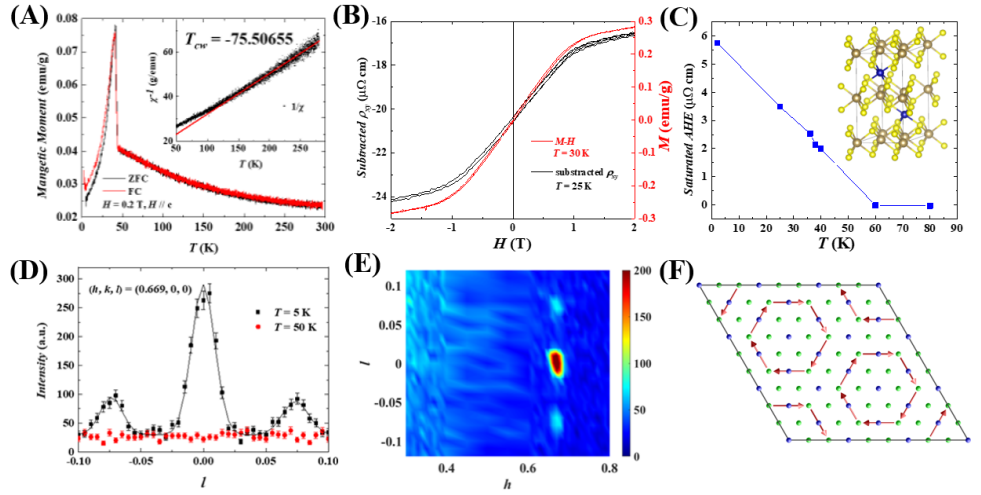 (A)
0.08
0.07
0.06
0.05
0.04
0.03
0.02
Mangetic Moment (emu/g)
0 50 100 150 200 250 300
T (K)
ZFC
FC
H = 0.2 T, H // c
T_cw = -75.50655
χ⁻¹ (g/emu)
60
40
20
50 100 150 200 250
T (K)
1/χ
(B)
-16
-18
-20
-22
-24
-26
Subtracted ρxy (μΩ cm)
-2 -1 0 1 2
H (T)
0.3
0.2
0.1
0.0
0.1
0.2
0.3
M (emu/g)
M-H
T = 30 K
substracted ρxy
T = 25 K
(C)
6
5
4
3
2
1
0
Saturated AHE (μΩ cm)
0 10 20 30 40 50 60 70 80 90
T (K)
(D)
300
250
200
150
100
50
0
Intensity (a.u.)
(h, k, l) = (0.669, 0, 0)
T = 5 K
T = 50 K
-0.10 -0.05 0.00 0.05 0.10
l
(E)
0.1
0.05
0
-0.05
-0.1
l
0.4 0.6 0.8
h
200
150
100
50
0
(F)